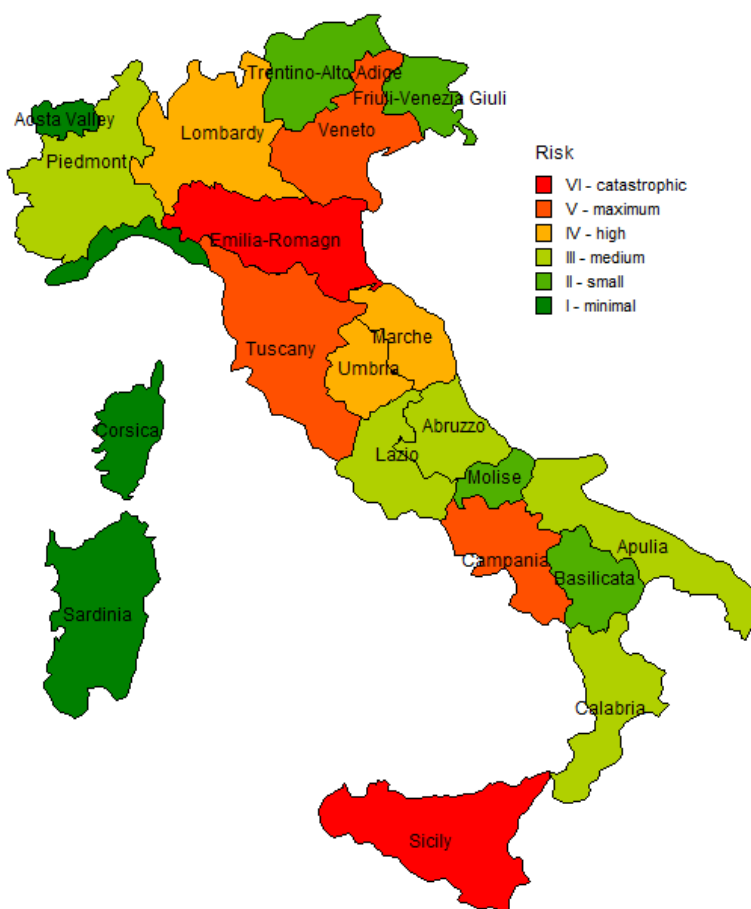 Trentino-Alto Adige
Friuli-Venezia Giuli
Aosta Valley
Lombardy
Veneto
Piedmont
Risk
VI - catastrophic
V - maximum
IV - high
III - medium
II - small
I - minimal
Emilia-Romagn
Marche
Tuscany
Umbria
Corsica
Abruzzo
Lazio
Molise
Apulia
Campania
Basilicata
Sardinia
Calabria
Sicily